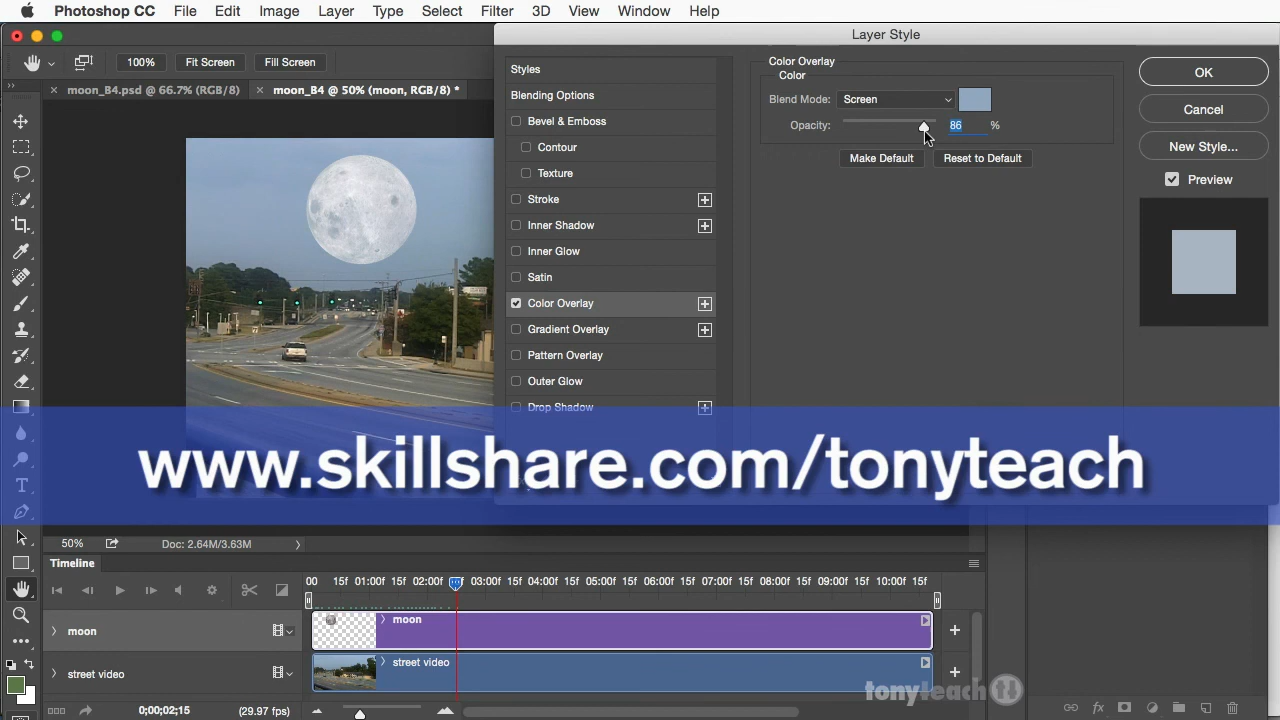 Photoshop CC File Edit Image Layer Type Select Filter 3D View Window Help
Layer Style
100% Fit Screen Fill Screen
moon_B4.psd @ 66.7% (RGB/8) moon_B4 @ 50% (moon, RGB/8) *
Styles
Blending Options
Bevel & Emboss
Contour
Texture
Stroke
Inner Shadow
Inner Glow
Satin
Color Overlay
Gradient Overlay
Pattern Overlay
Outer Glow
Drop Shadow
Color Overlay
Color
Blend Mode: Screen
Opacity: 86 %
Make Default Reset to Default
OK
Cancel
New Style...
Preview
www.skillshare.com/tonyteach
50% Doc: 2.64M/3.63M
Timeline
00 15f 01:00f 15f 02:00f 15f 03:00f 15f 04:00f 15f 05:00f 15f 06:00f 15f 07:00f 15f 08:00f 15f 09:00f 15f 10:00f 15f
moon moon
street video street video
tonyteach
0;00;02;15 (29.97 fps)
fx